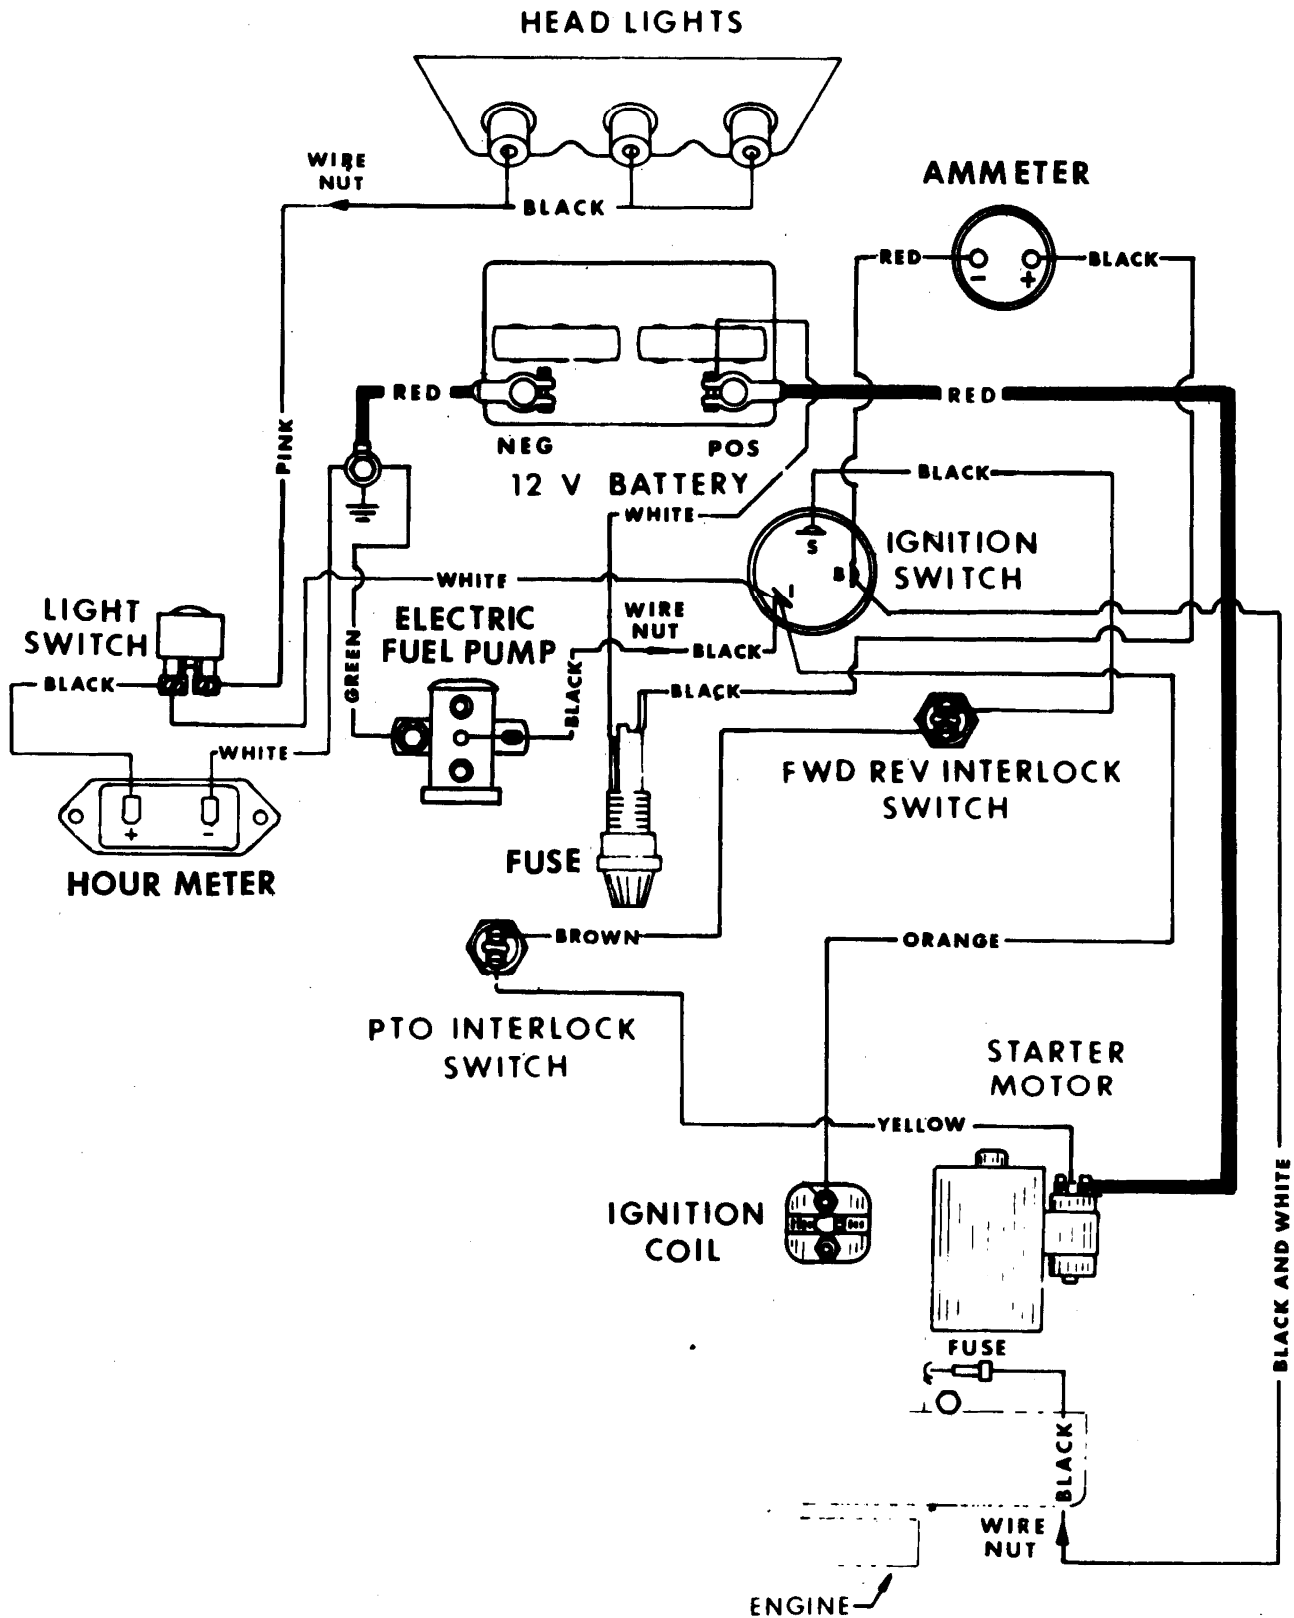 HEAD LIGHTS
WIRE
NUT
BLACK
AMMETER
RED
BLACK
-
+
RED
RED
NEG
POS
12 V BATTERY
PINK
BLACK
WHITE
S
B
I
IGNITION
SWITCH
WHITE
LIGHT
SWITCH
ELECTRIC
FUEL PUMP
WIRE
NUT
BLACK
GREEN
BLACK
BLACK
BLACK
WHITE
FWD REV INTERLOCK
SWITCH
+
-
FUSE
HOUR METER
BROWN
ORANGE
PTO INTERLOCK
SWITCH
STARTER
MOTOR
YELLOW
IGNITION
COIL
BLACK AND WHITE
FUSE
BLACK
WIRE
NUT
ENGINE